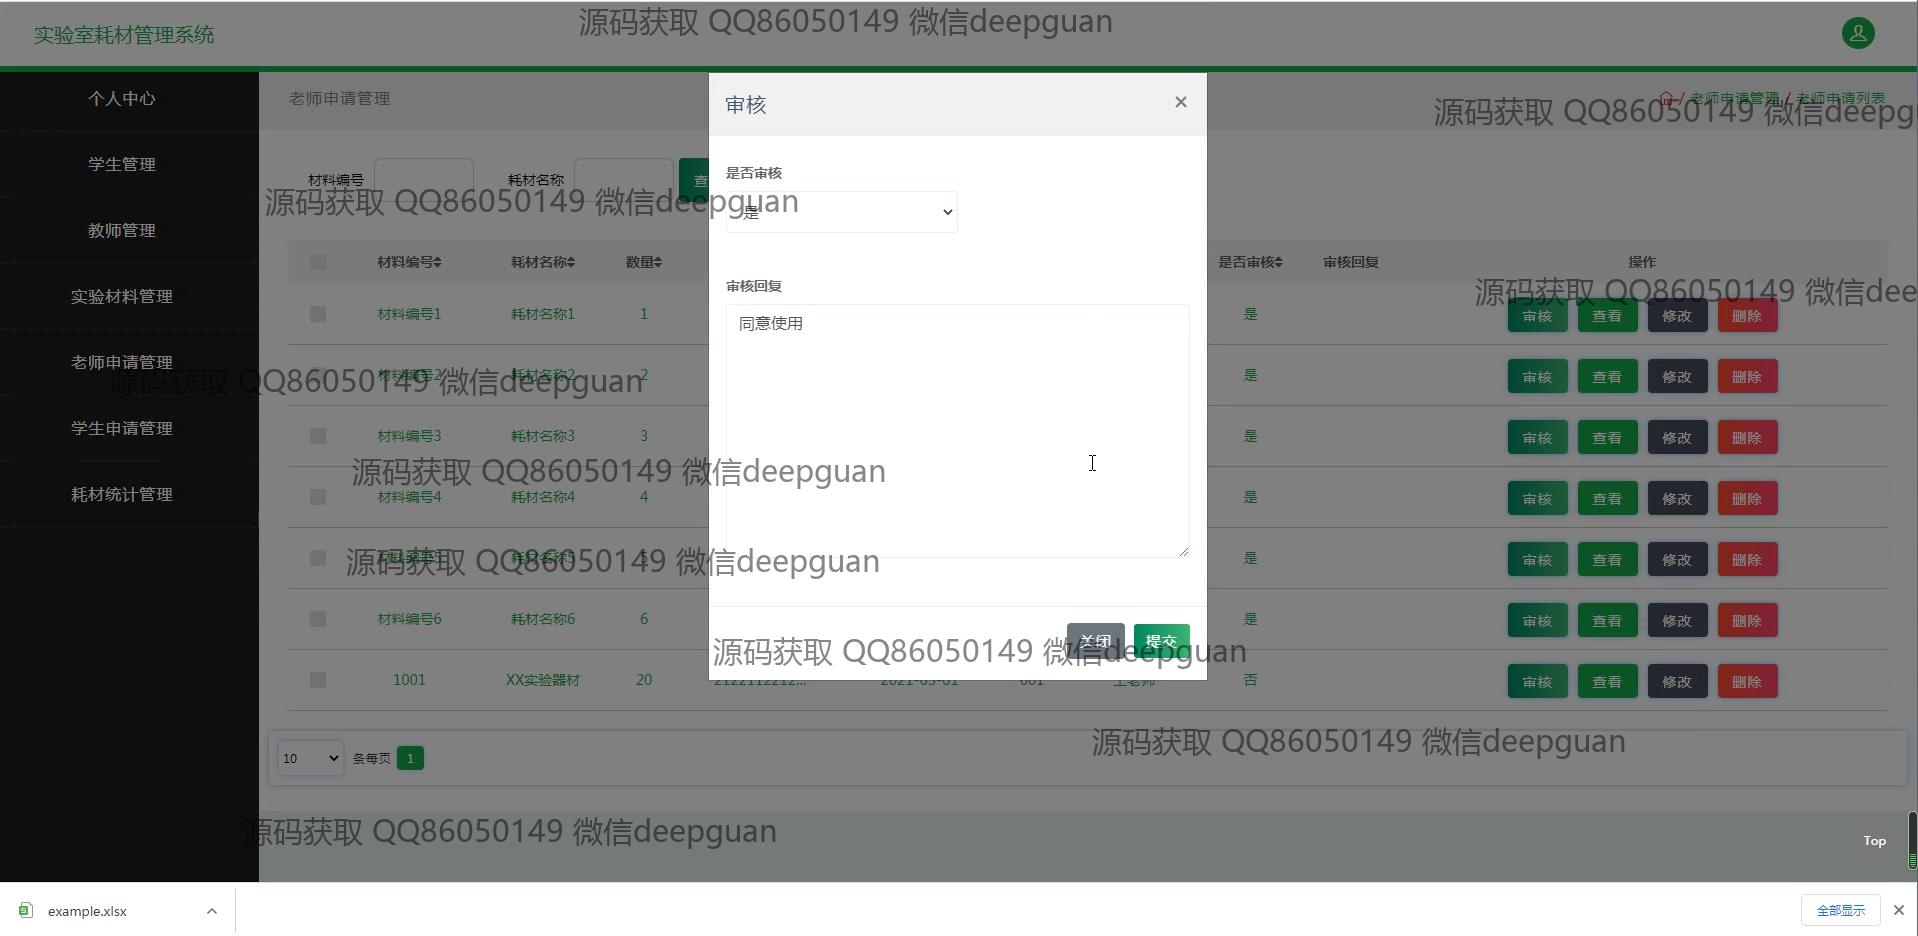 源码获取 QQ86050149 微信deepguan
实验室耗材管理系统
个人中心
学生管理
教师管理
实验材料管理
老师申请管理
学生申请管理
耗材统计管理
老师申请管理
老师申请管理 / 老师申请列表
源码获取 QQ86050149 微信deepg
材料编号
耗材名称
查
源码获取 QQ86050149 微信deepguan
材料编号 耗材名称 数量 是否审核 审核回复 操作
源码获取 QQ86050149 微信deepgu
材料编号1 耗材名称1 1 是 审核 查看 修改 删除
材料编号2 耗材名称2 2 是 审核 查看 修改 删除
源码获取 QQ86050149 微信deepguan
材料编号3 耗材名称3 3 是 审核 查看 修改 删除
源码获取 QQ86050149 微信deepguan
材料编号4 耗材名称4 4 是 审核 查看 修改 删除
材料编号5 耗材名称5 5 是 审核 查看 修改 删除
源码获取 QQ86050149 微信deepguan
材料编号6 耗材名称6 6 是 审核 查看 修改 删除
1001 XX实验器材 20 2021-05-01 001 王老师 否 审核 查看 修改 删除
审核 ×
是否审核
是
审核回复
同意使用
关闭 提交
源码获取 QQ86050149 微信deepguan
源码获取 QQ86050149 微信deepguan
10 条每页 1
源码获取 QQ86050149 微信deepguan
Top
example.xlsx
全部显示